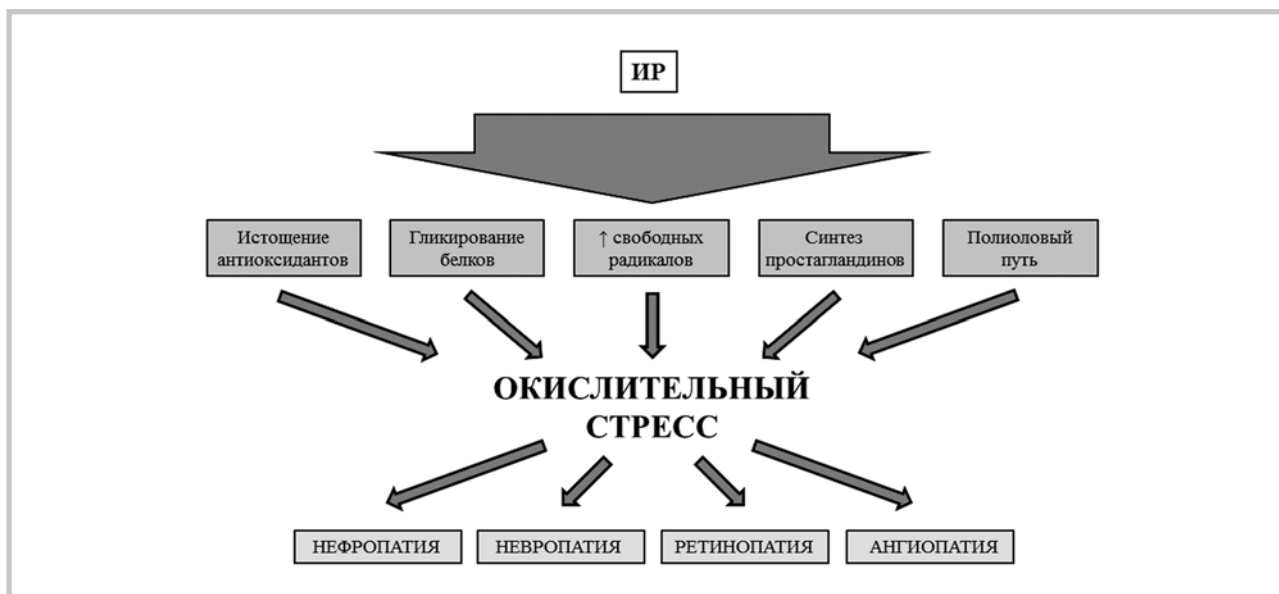 ИР
Истощение
антиоксидантов
Гликирование
белков
↑ свободных
радикалов
Синтез
простагландинов
Полиоловый
путь
ОКИСЛИТЕЛЬНЫЙ
СТРЕСС
НЕФРОПАТИЯ
НЕВРОПАТИЯ
РЕТИНОПАТИЯ
АНГИОПАТИЯ